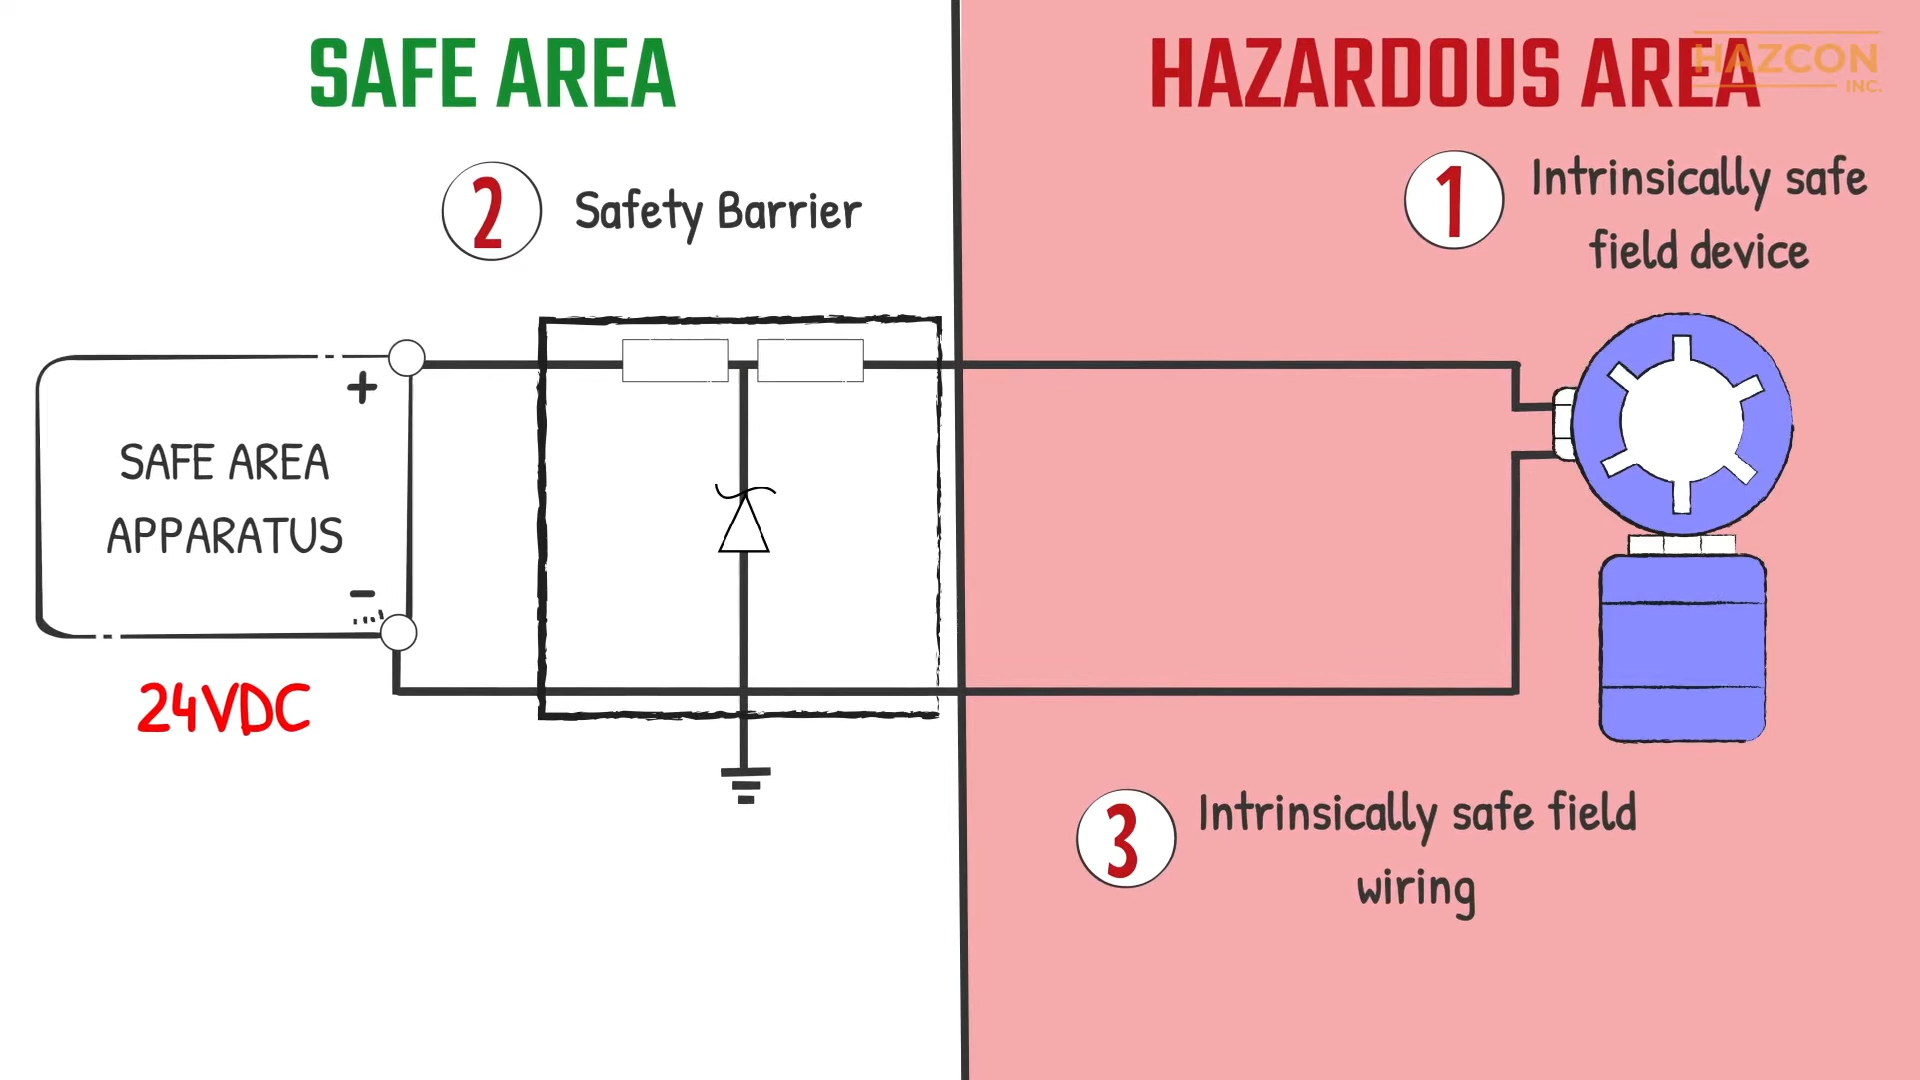 SAFE AREA
HAZARDOUS AREA
HAZCON
INC.
2
Safety Barrier
1
Intrinsically safe
field device
+
SAFE AREA
APPARATUS
-
24VDC
3
Intrinsically safe field
wiring